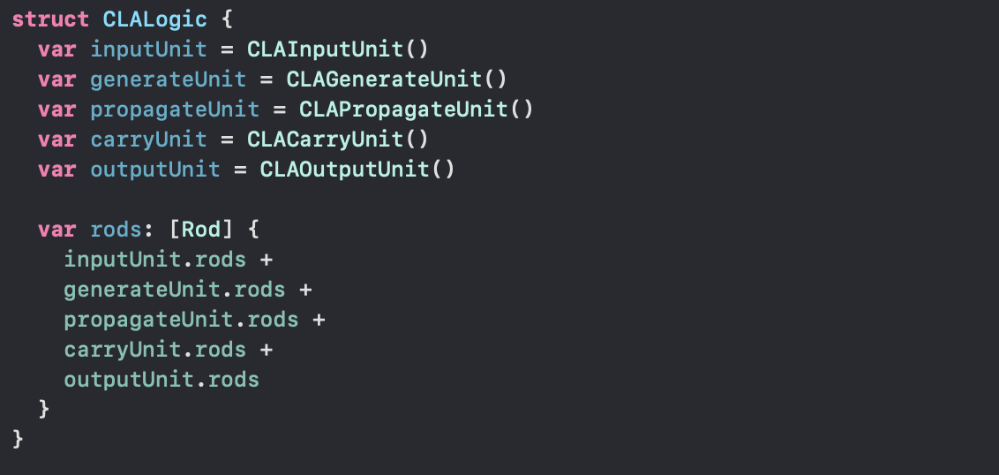 struct CLALogic {
  var inputUnit = CLAInputUnit()
  var generateUnit = CLAGenerateUnit()
  var propagateUnit = CLAPropagateUnit()
  var carryUnit = CLACarryUnit()
  var outputUnit = CLAOutputUnit()

  var rods: [Rod] {
    inputUnit.rods +
    generateUnit.rods +
    propagateUnit.rods +
    carryUnit.rods +
    outputUnit.rods
  }
}